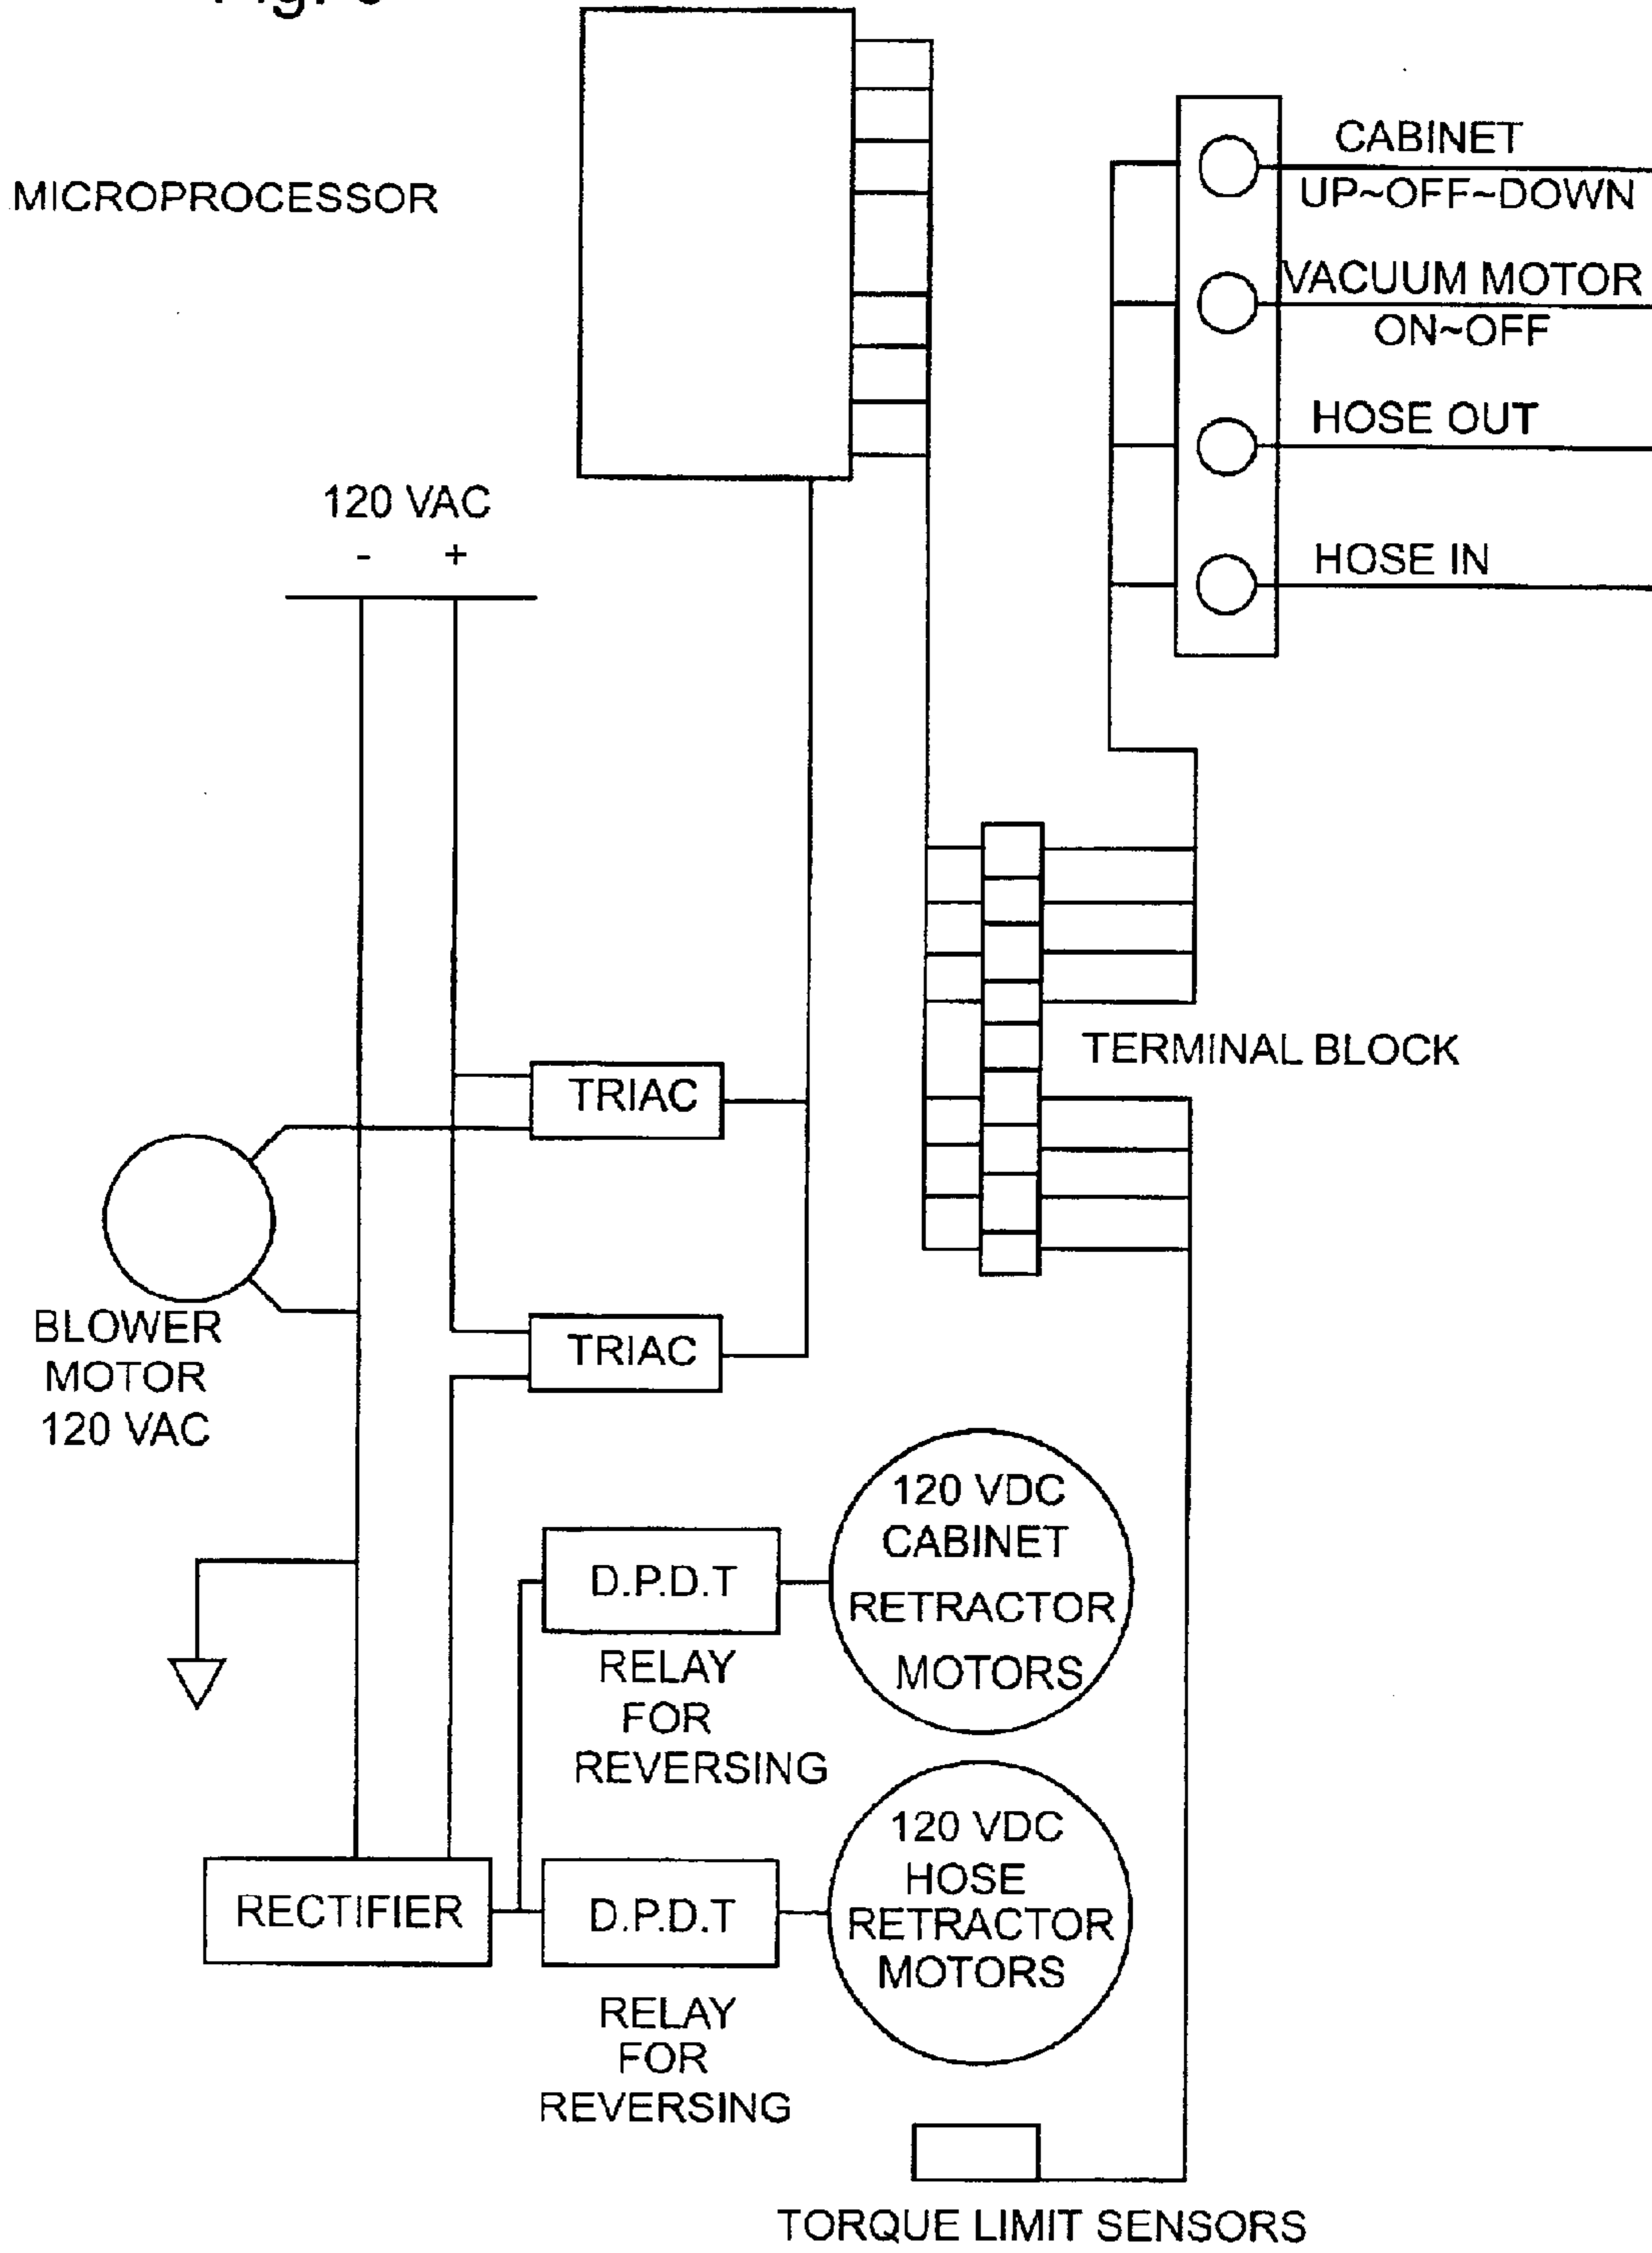 MICROPROCESSOR
CABINET
UP~OFF~DOWN
VACUUM MOTOR
ON~OFF
HOSE OUT
HOSE IN
120 VAC
- +
TERMINAL BLOCK
TRIAC
TRIAC
BLOWER
MOTOR
120 VAC
120 VDC
CABINET
RETRACTOR
MOTORS
D.P.D.T
RELAY
FOR
REVERSING
120 VDC
HOSE
RETRACTOR
MOTORS
RECTIFIER
D.P.D.T
RELAY
FOR
REVERSING
TORQUE LIMIT SENSORS